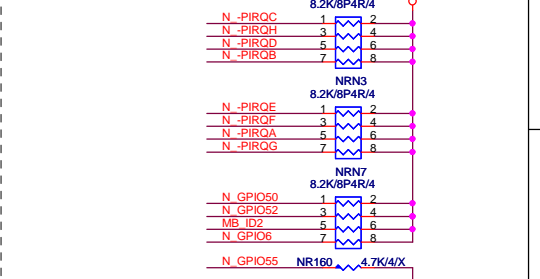 8.2K/8P4R/4
N_-PIRQC 1 2
N_-PIRQH 3 4
N_-PIRQD 5 6
N_-PIRQB 7 8
NRN3
8.2K/8P4R/4
N_-PIRQE 1 2
N_-PIRQF 3 4
N_-PIRQA 5 6
N_-PIRQG 7 8
NRN7
8.2K/8P4R/4
N_GPIO50 1 2
N_GPIO52 3 4
MB_ID2 5 6
N_GPIO6 7 8
N_GPIO55 NR160 4.7K/4/X